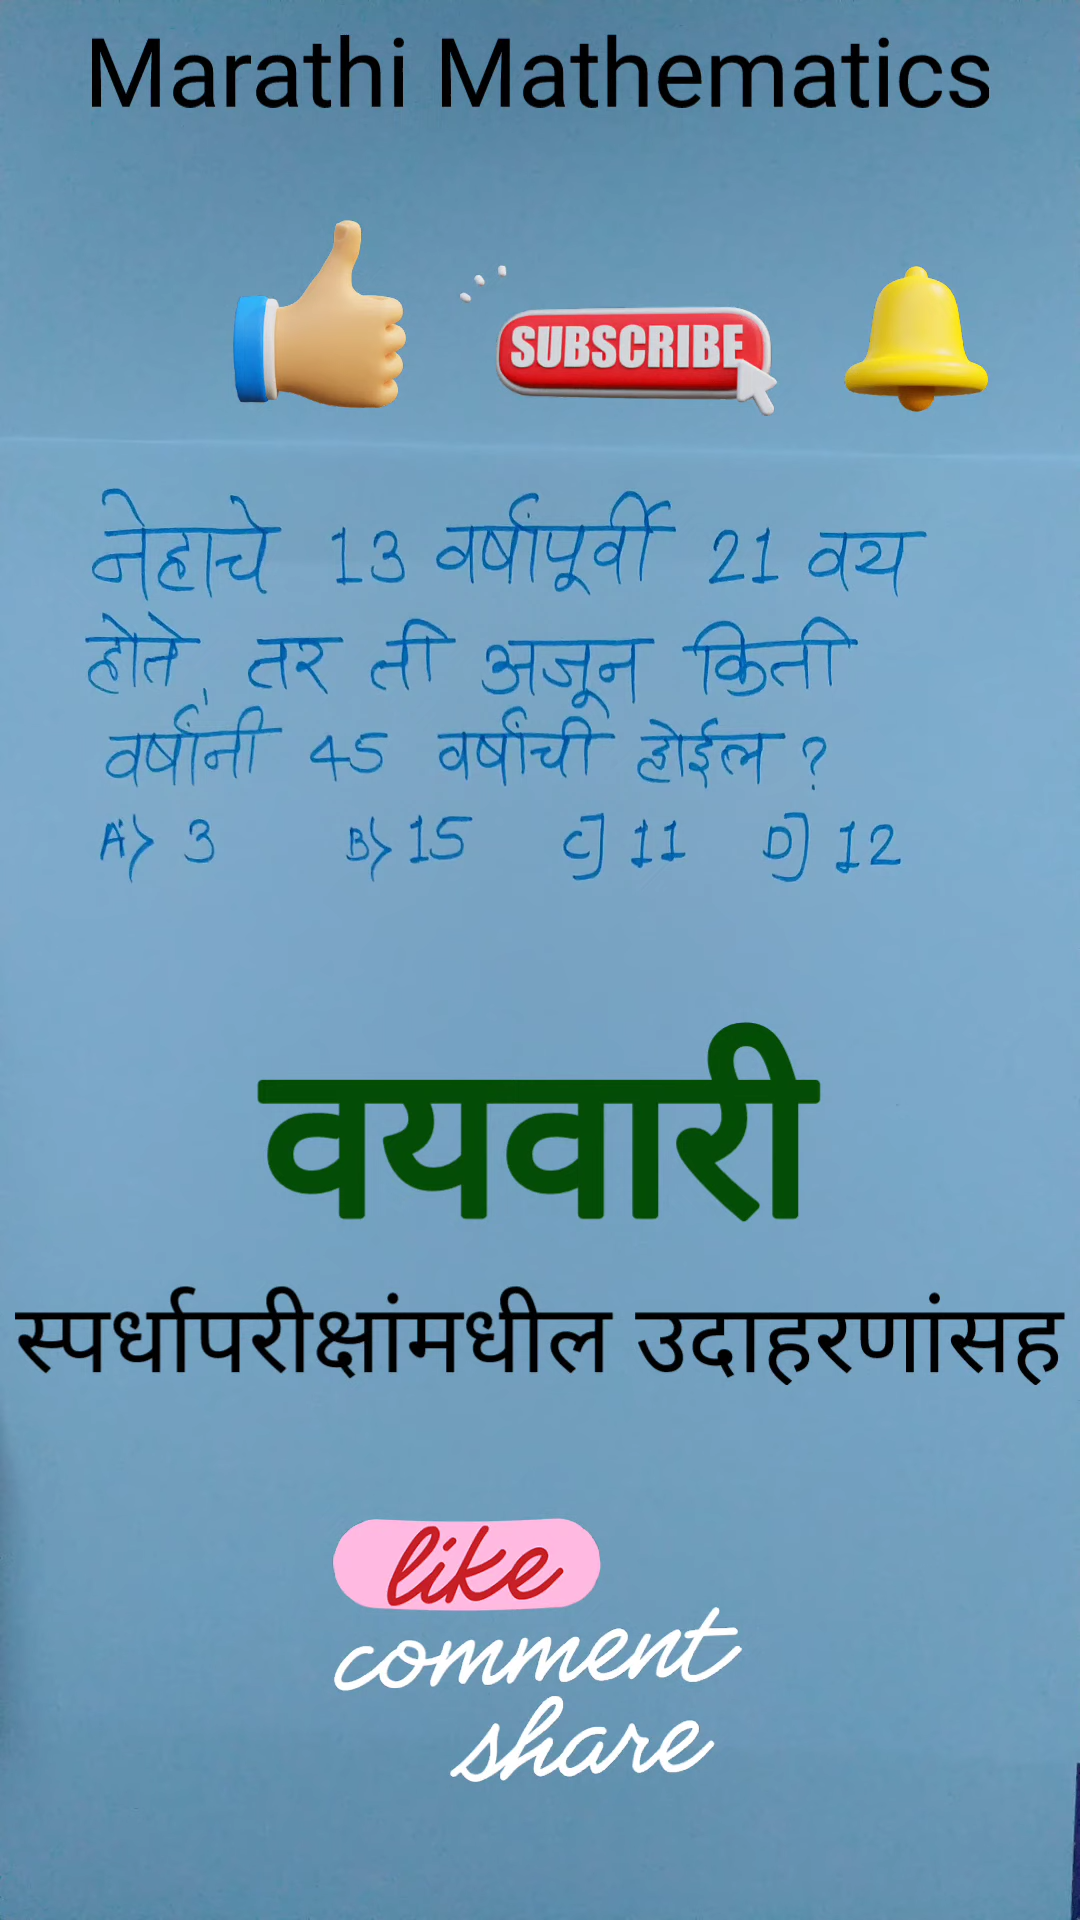 Marathi Mathematics
SUBSCRIBE
नेहाचे 13 वर्षांपूर्वी 21 वय
होते, तर ती अजून किती
वर्षांनी 45 वर्षांची होईल ?
A) 3 B) 15 C] 11 D] 12
वयवारी
स्पर्धापरीक्षांमधील उदाहरणांसह
like
comment
share